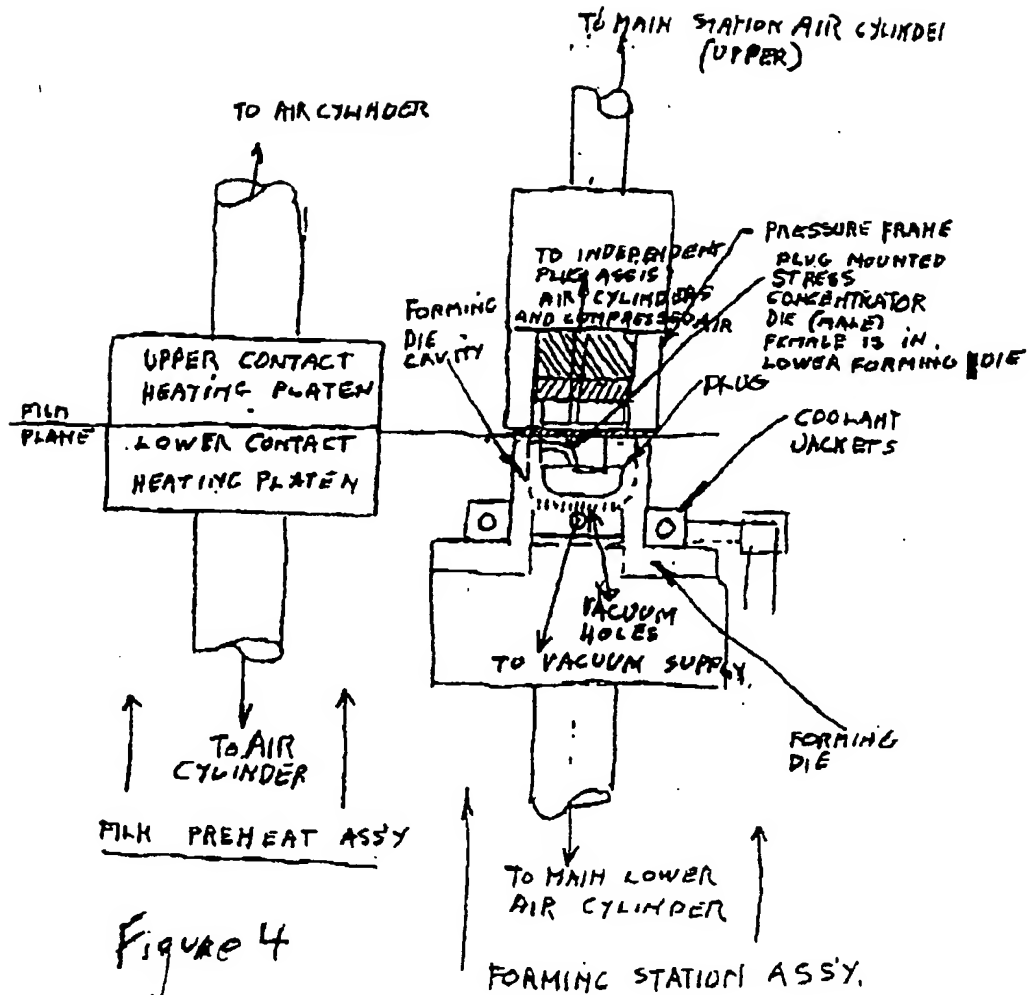 TO MAIN STATION AIR CYLINDE
(UPPER)
TO AIR CYLINDER
PRESSURE FRAME
TO INDEPENDENT
PLUG ASSIS
AIR CYLINDERS
AND COMPRESSED AIR
PLUG MOUNTED
STRESS
CONCENTRATOR
DIE (MALE)
FEMALE IS IN.
LOWER FORMING DIE
FORMING
DIE
CAVITY
UPPER CONTACT
HEATING PLATEN
FILM
PLANE
LOWER CONTACT
HEATING PLATEN
PLUG
COOLANT
JACKETS
VACUUM
HOLES
TO VACUUM SUPPLY.
FORMING
DIE
TO AIR
CYLINDER
FILM PREHEAT ASS'Y
TO MAIN LOWER
AIR CYLINDER
Figure 4
FORMING STATION ASS'Y.